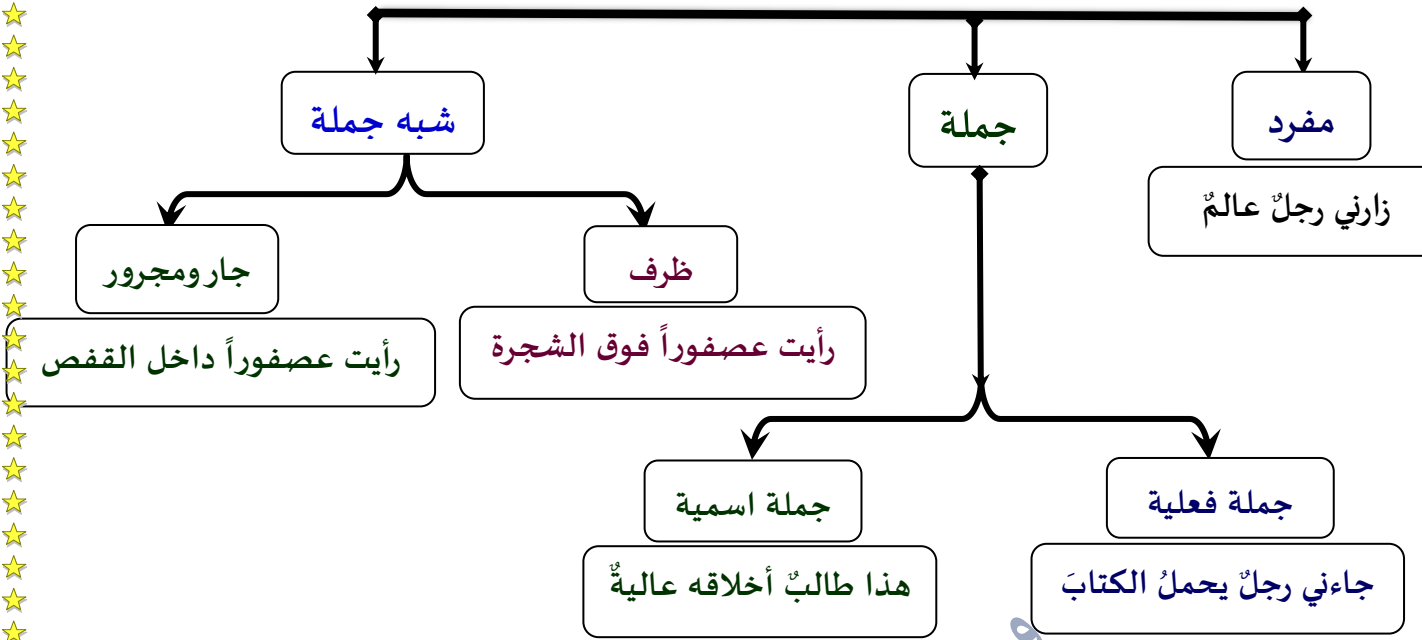 مفرد
زارني رجلٌ عالمٌ
جملة
جملة فعلية
جاءني رجلٌ يحملُ الكتابَ
جملة اسمية
هذا طالبٌ أخلاقه عاليةٌ
شبه جملة
ظرف
رأيت عصفوراً فوق الشجرة
جار ومجرور
رأيت عصفوراً داخل القفص